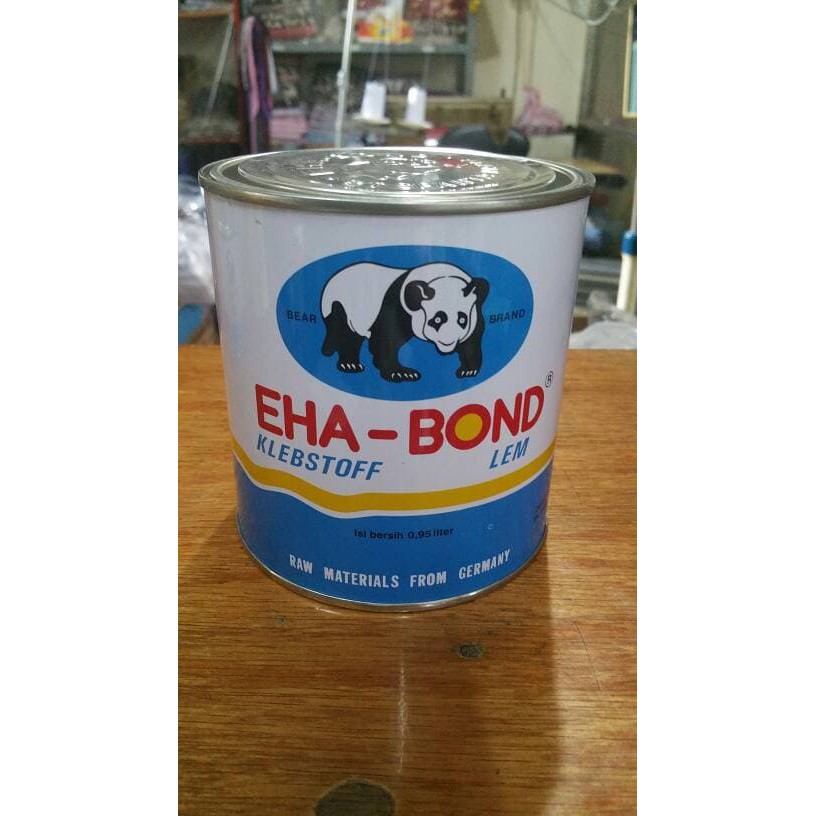 BEAR BRAND
EHA-BOND®
KLEBSTOFF LEM
Isi bersih 0,95 liter
RAW MATERIALS FROM GERMANY